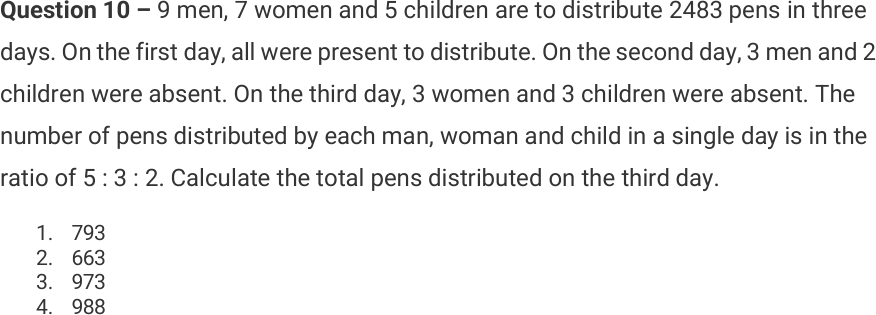 Question 10 – 9 men, 7 women and 5 children are to distribute 2483 pens in three
days. On the first day, all were present to distribute. On the second day, 3 men and 2
children were absent. On the third day, 3 women and 3 children were absent. The
number of pens distributed by each man, woman and child in a single day is in the
ratio of 5 : 3 : 2. Calculate the total pens distributed on the third day.
1. 793
2. 663
3. 973
4. 988